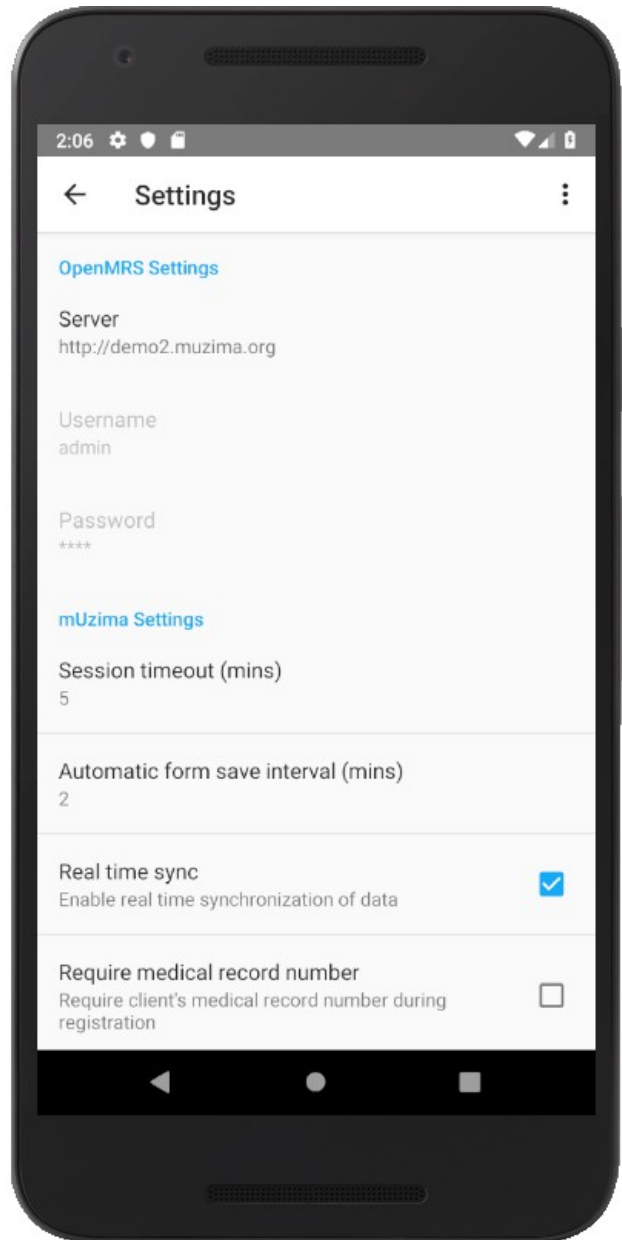 2:06
Settings
OpenMRS Settings
Server
http://demo2.muzima.org
Username
admin
Password
****
mUzima Settings
Session timeout (mins)
5
Automatic form save interval (mins)
2
Real time sync
Enable real time synchronization of data
Require medical record number
Require client's medical record number during
registration